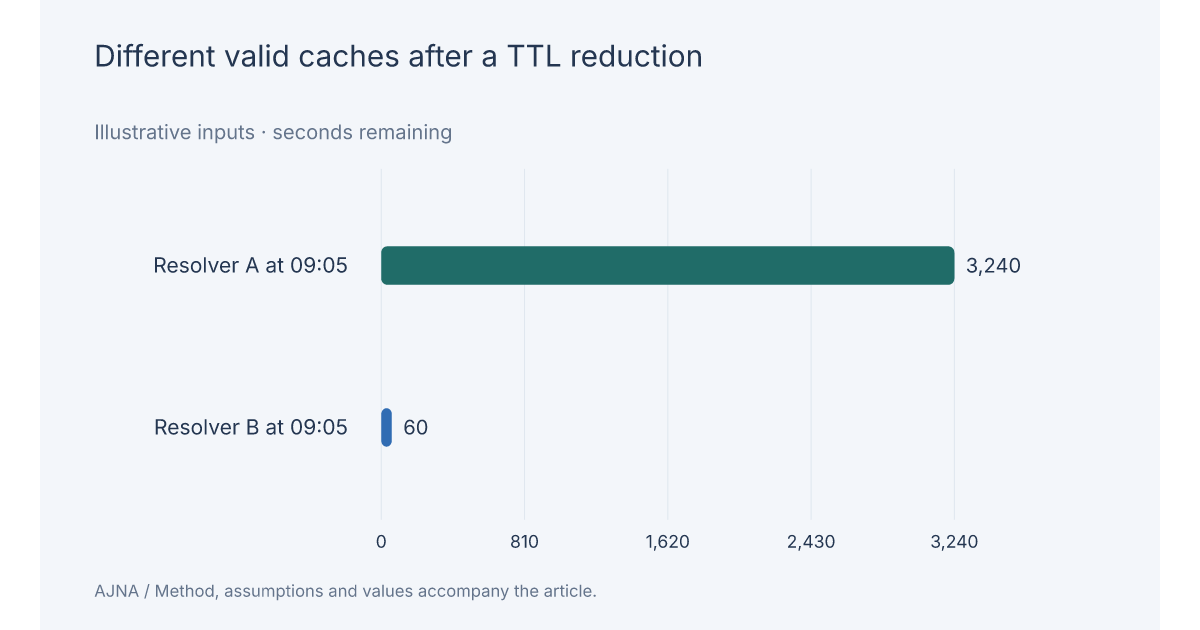 Different valid caches after a TTL reduction
Illustrative inputs · seconds remaining
Resolver A at 09:05 3,240
Resolver B at 09:05 60
0 810 1,620 2,430 3,240
AJNA / Method, assumptions and values accompany the article.